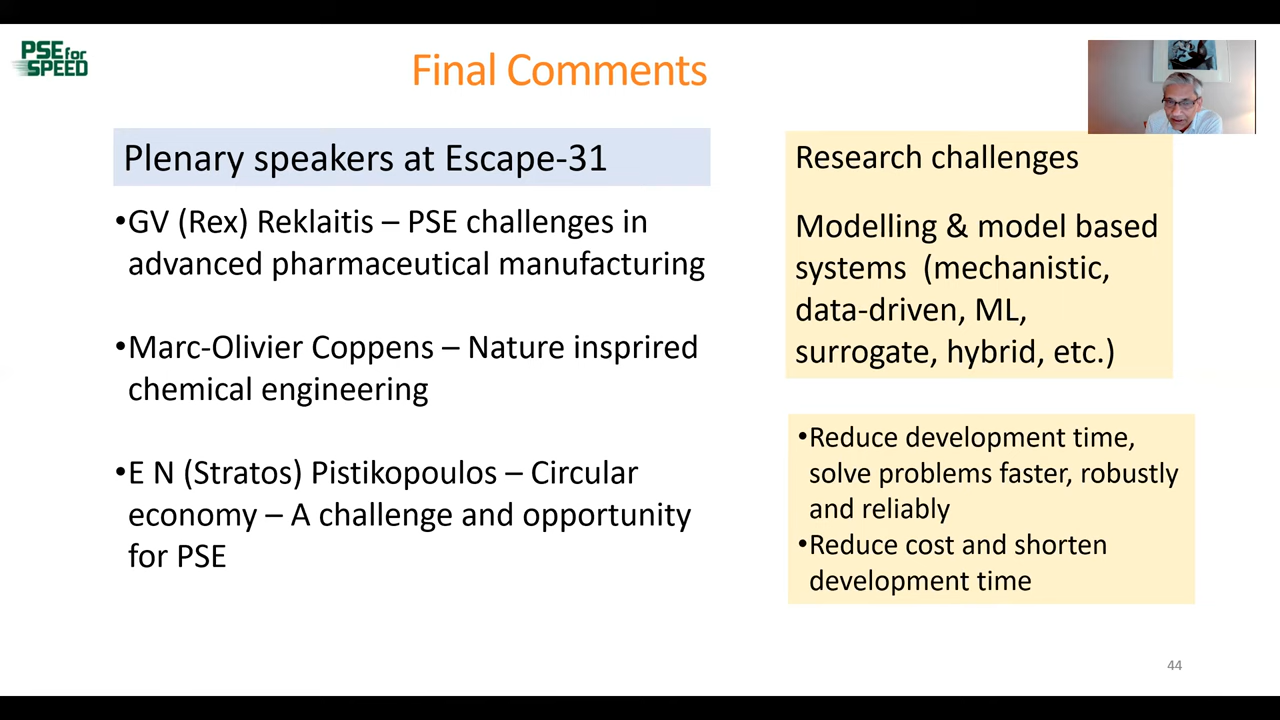 PSE for
SPEED
Final Comments
Plenary speakers at Escape-31
•GV (Rex) Reklaitis – PSE challenges in
advanced pharmaceutical manufacturing
•Marc-Olivier Coppens – Nature insprired
chemical engineering
•E N (Stratos) Pistikopoulos – Circular
economy – A challenge and opportunity
for PSE
Research challenges
Modelling & model based
systems (mechanistic,
data-driven, ML,
surrogate, hybrid, etc.)
•Reduce development time,
solve problems faster, robustly
and reliably
•Reduce cost and shorten
development time
44